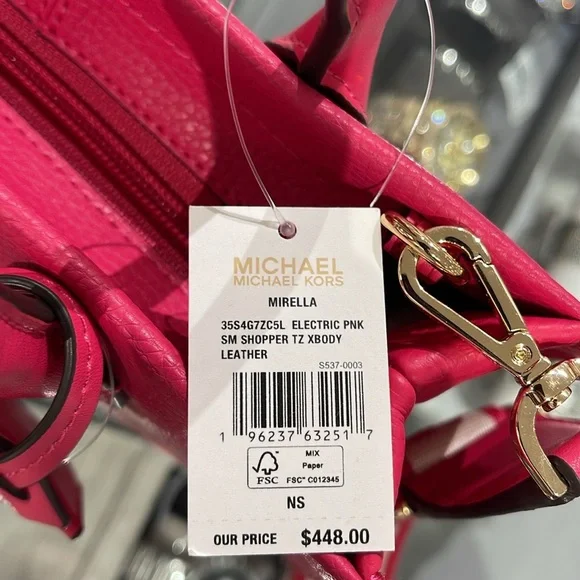 MICHAEL
MICHAEL KORS
MIRELLA
35S4G7ZC5L ELECTRIC PNK
SM SHOPPER TZ XBODY
LEATHER
S537-0003
1 96237 63251 7
FSC
MIX
Paper
FSC™ C012345
NS
OUR PRICE $448.00